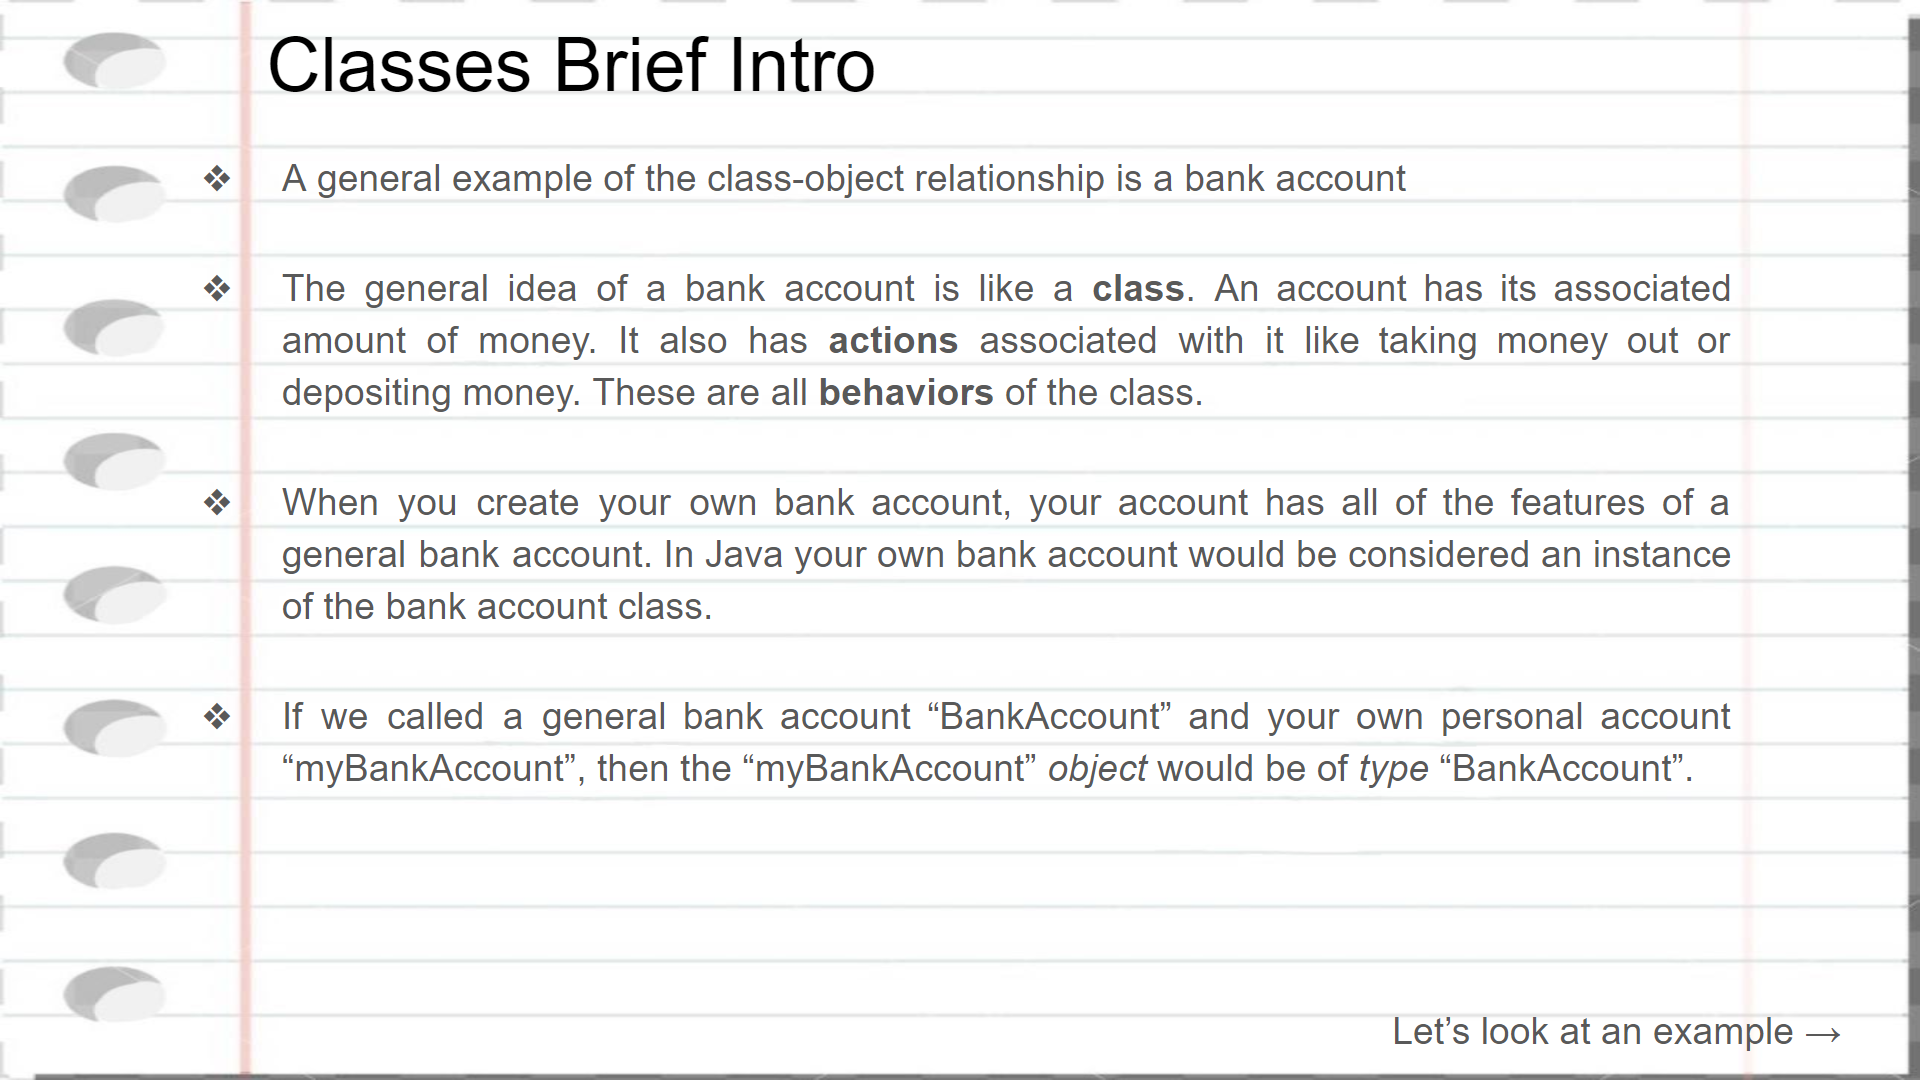 Classes Brief Intro
❖ A general example of the class-object relationship is a bank account
❖ The general idea of a bank account is like a class. An account has its associated
amount of money. It also has actions associated with it like taking money out or
depositing money. These are all behaviors of the class.
❖ When you create your own bank account, your account has all of the features of a
general bank account. In Java your own bank account would be considered an instance
of the bank account class.
❖ If we called a general bank account “BankAccount” and your own personal account
“myBankAccount”, then the “myBankAccount” object would be of type “BankAccount”.
Let’s look at an example →